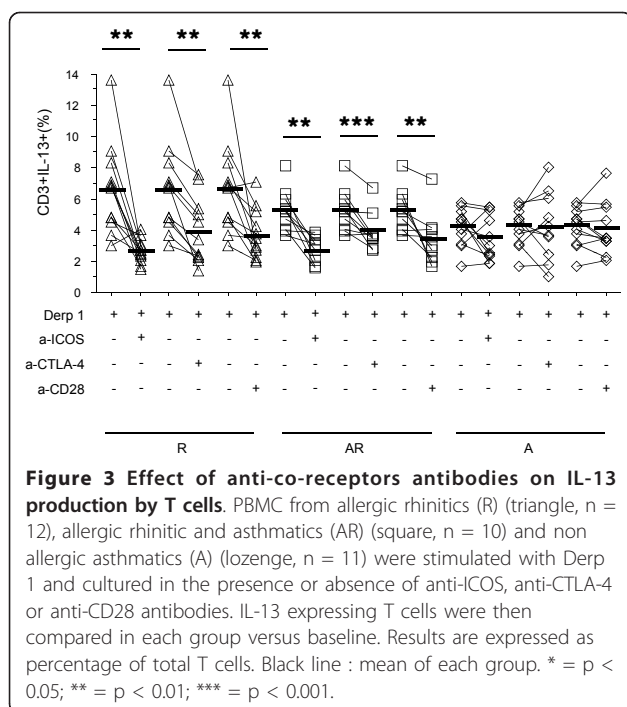 ** ** **
14
12
** *** **
10
8
6
4
2
0
CD3+IL-13+(%)
Derp 1 + + + + + + + + + + + + + + + + + +
a-ICOS - + - - - - - + - - - - - + - - - -
a-CTLA-4 - - - + - - - - - + - - - - - + - -
a-CD28 - - - - - + - - - - - + - - - - - +
R AR A
Figure 3 Effect of anti-co-receptors antibodies on IL-13
production by T cells. PBMC from allergic rhinitics (R) (triangle, n =
12), allergic rhinitic and asthmatics (AR) (square, n = 10) and non
allergic asthmatics (A) (lozenge, n = 11) were stimulated with Derp
1 and cultured in the presence or absence of anti-ICOS, anti-CTLA-4
or anti-CD28 antibodies. IL-13 expressing T cells were then
compared in each group versus baseline. Results are expressed as
percentage of total T cells. Black line : mean of each group. * = p <
0.05; ** = p < 0.01; *** = p < 0.001.